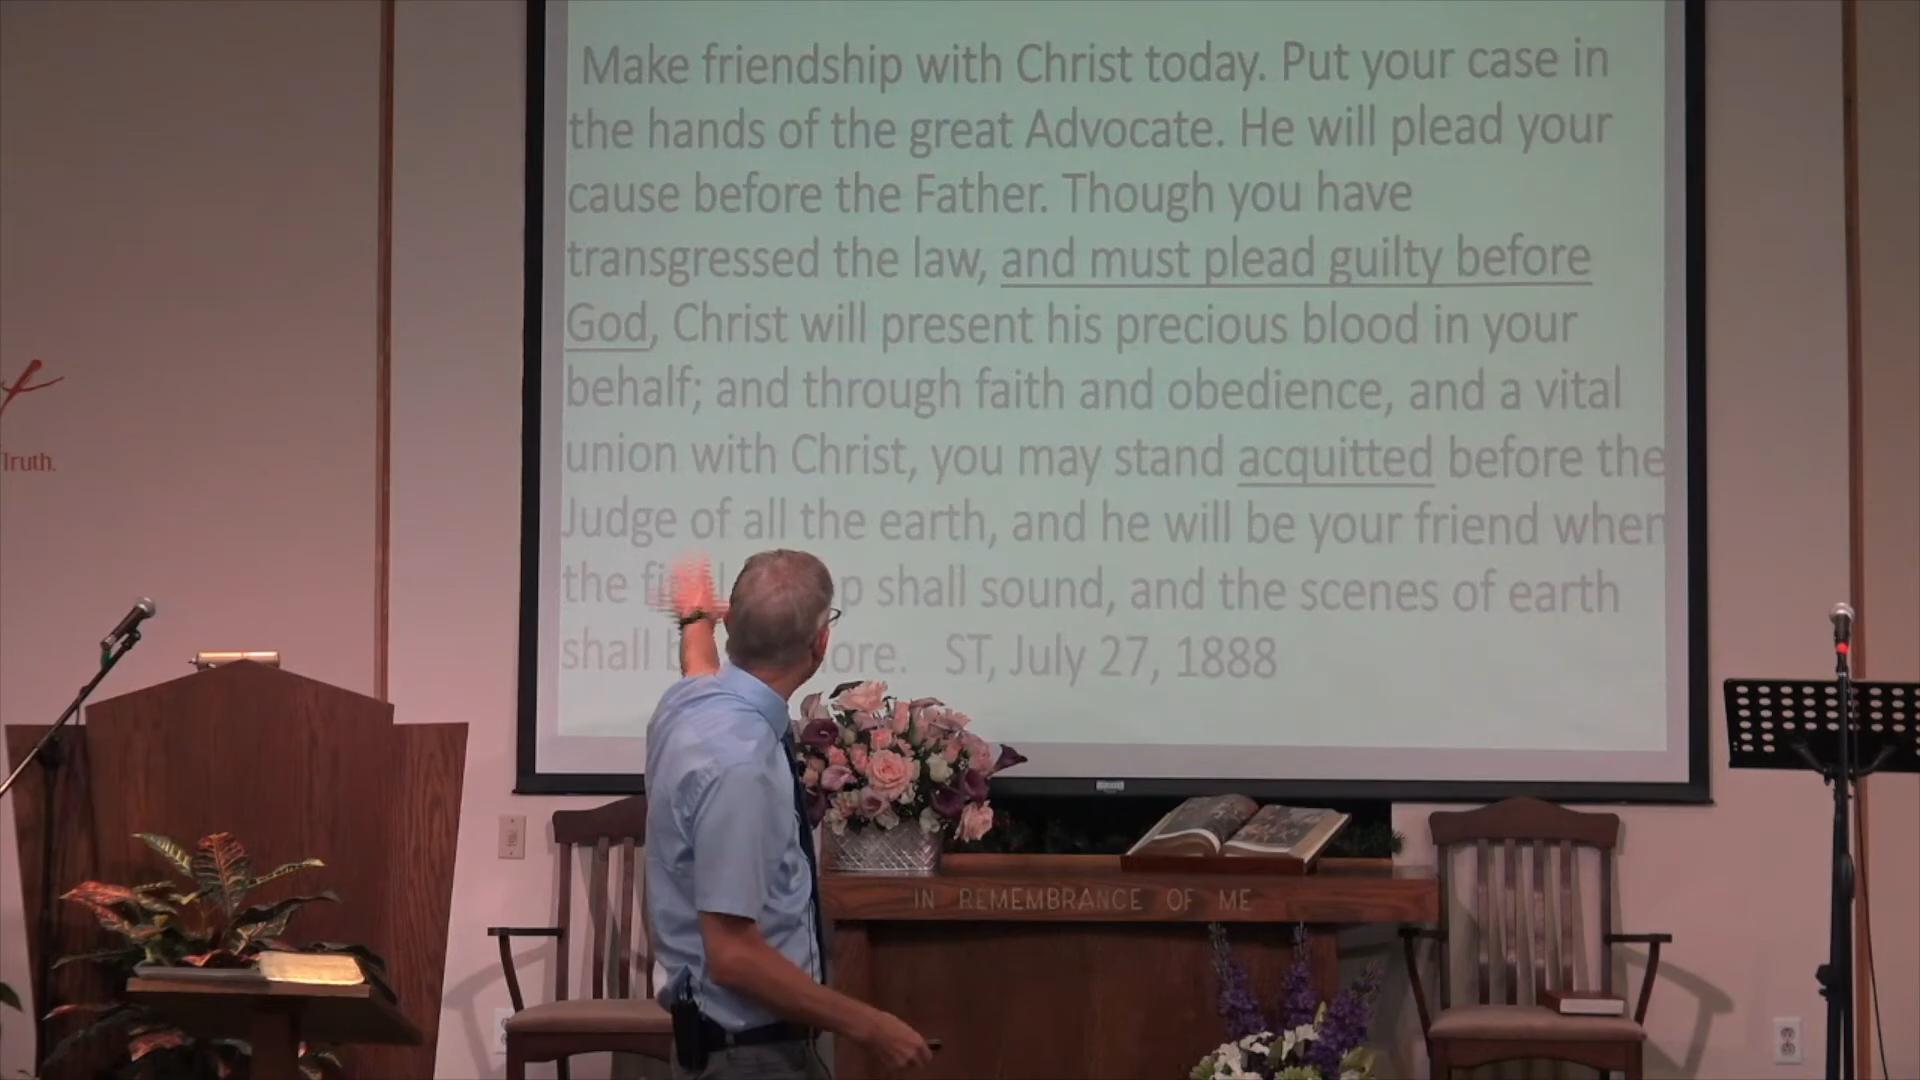 Make friendship with Christ today. Put your case in
the hands of the great Advocate. He will plead your
cause before the Father. Though you have
transgressed the law, and must plead guilty before
God, Christ will present his precious blood in your
behalf; and through faith and obedience, and a vital
union with Christ, you may stand acquitted before the
Judge of all the earth, and he will be your friend when
the shall sound, and the scenes of earth
shall ST, July 27, 1888
Truth.
IN REMEMBRANCE OF ME